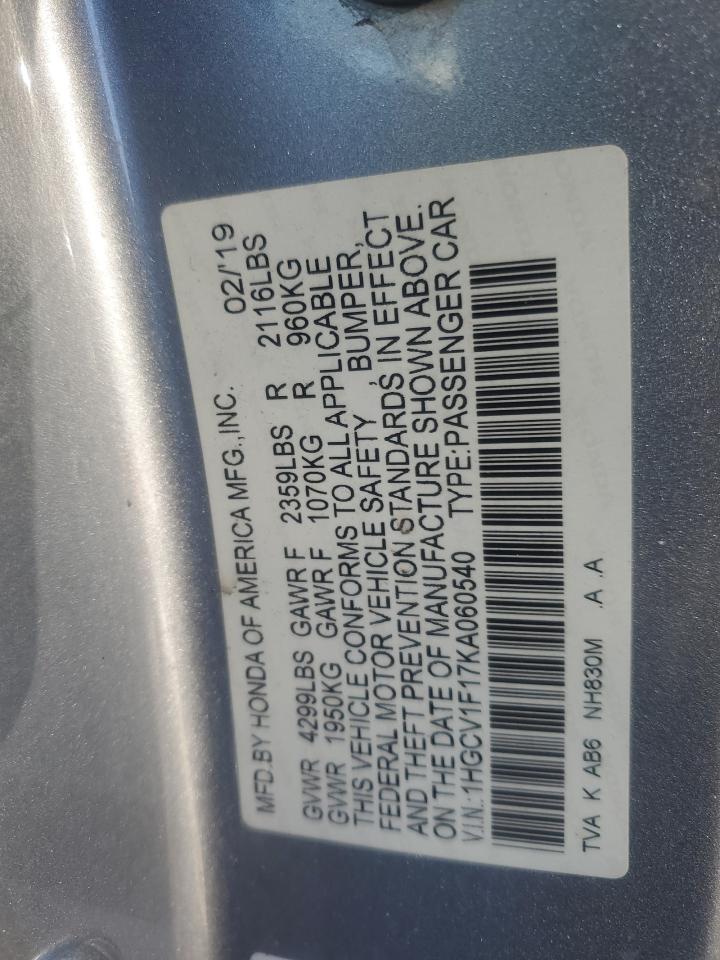 MFD.BY HONDA OF AMERICA MFG.,INC. 02/'19
GVWR 4299LBS GAWR F 2359LBS R 2116LBS
GVWR 1950KG GAWR F 1070KG R 960KG
THIS VEHICLE CONFORMS TO ALL APPLICABLE
FEDERAL MOTOR VEHICLE SAFETY, BUMPER,
AND THEFT PREVENTION STANDARDS IN EFFECT
ON THE DATE OF MANUFACTURE SHOWN ABOVE.
V.I.N.: 1HGCV1F17KA060540 TYPE:PASSENGER CAR
TVA K AB6 NH830M .A .A